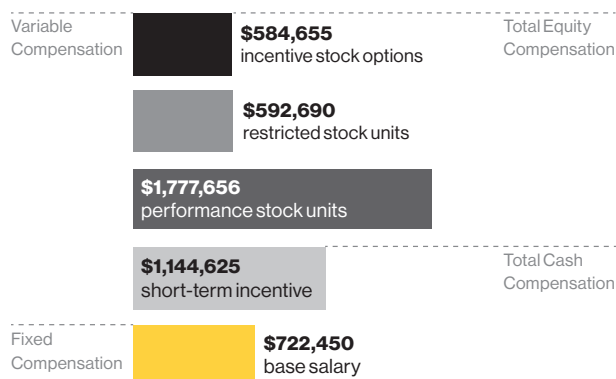 Variable
Compensation
$584,655
incentive stock options
Total Equity
Compensation
$592,690
restricted stock units
$1,777,656
performance stock units
$1,144,625
short-term incentive
Total Cash
Compensation
Fixed
Compensation
$722,450
base salary